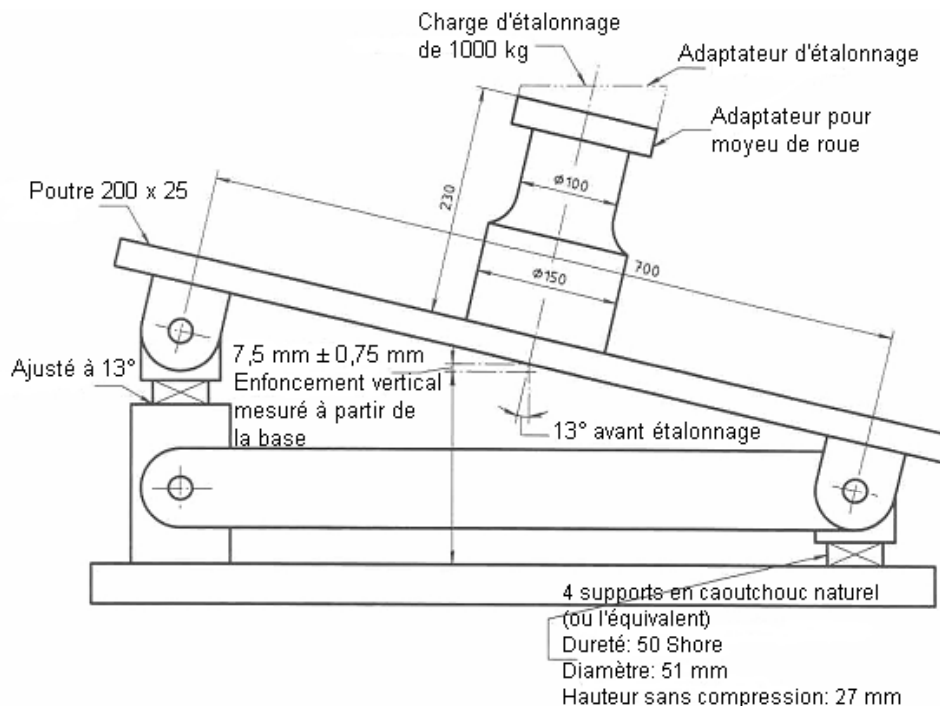 Charge d'étalonnage
de 1000 kg
Adaptateur d'étalonnage
Adaptateur pour
moyeu de roue
Poutre 200 x 25
230
ø100
700
ø150
Ajusté à 13°
7,5 mm ± 0,75 mm
Enfoncement vertical
mesuré à partir de
la base
13° avant étalonnage
4 supports en caoutchouc naturel
(ou l'équivalent)
Dureté: 50 Shore
Diamètre: 51 mm
Hauteur sans compression: 27 mm